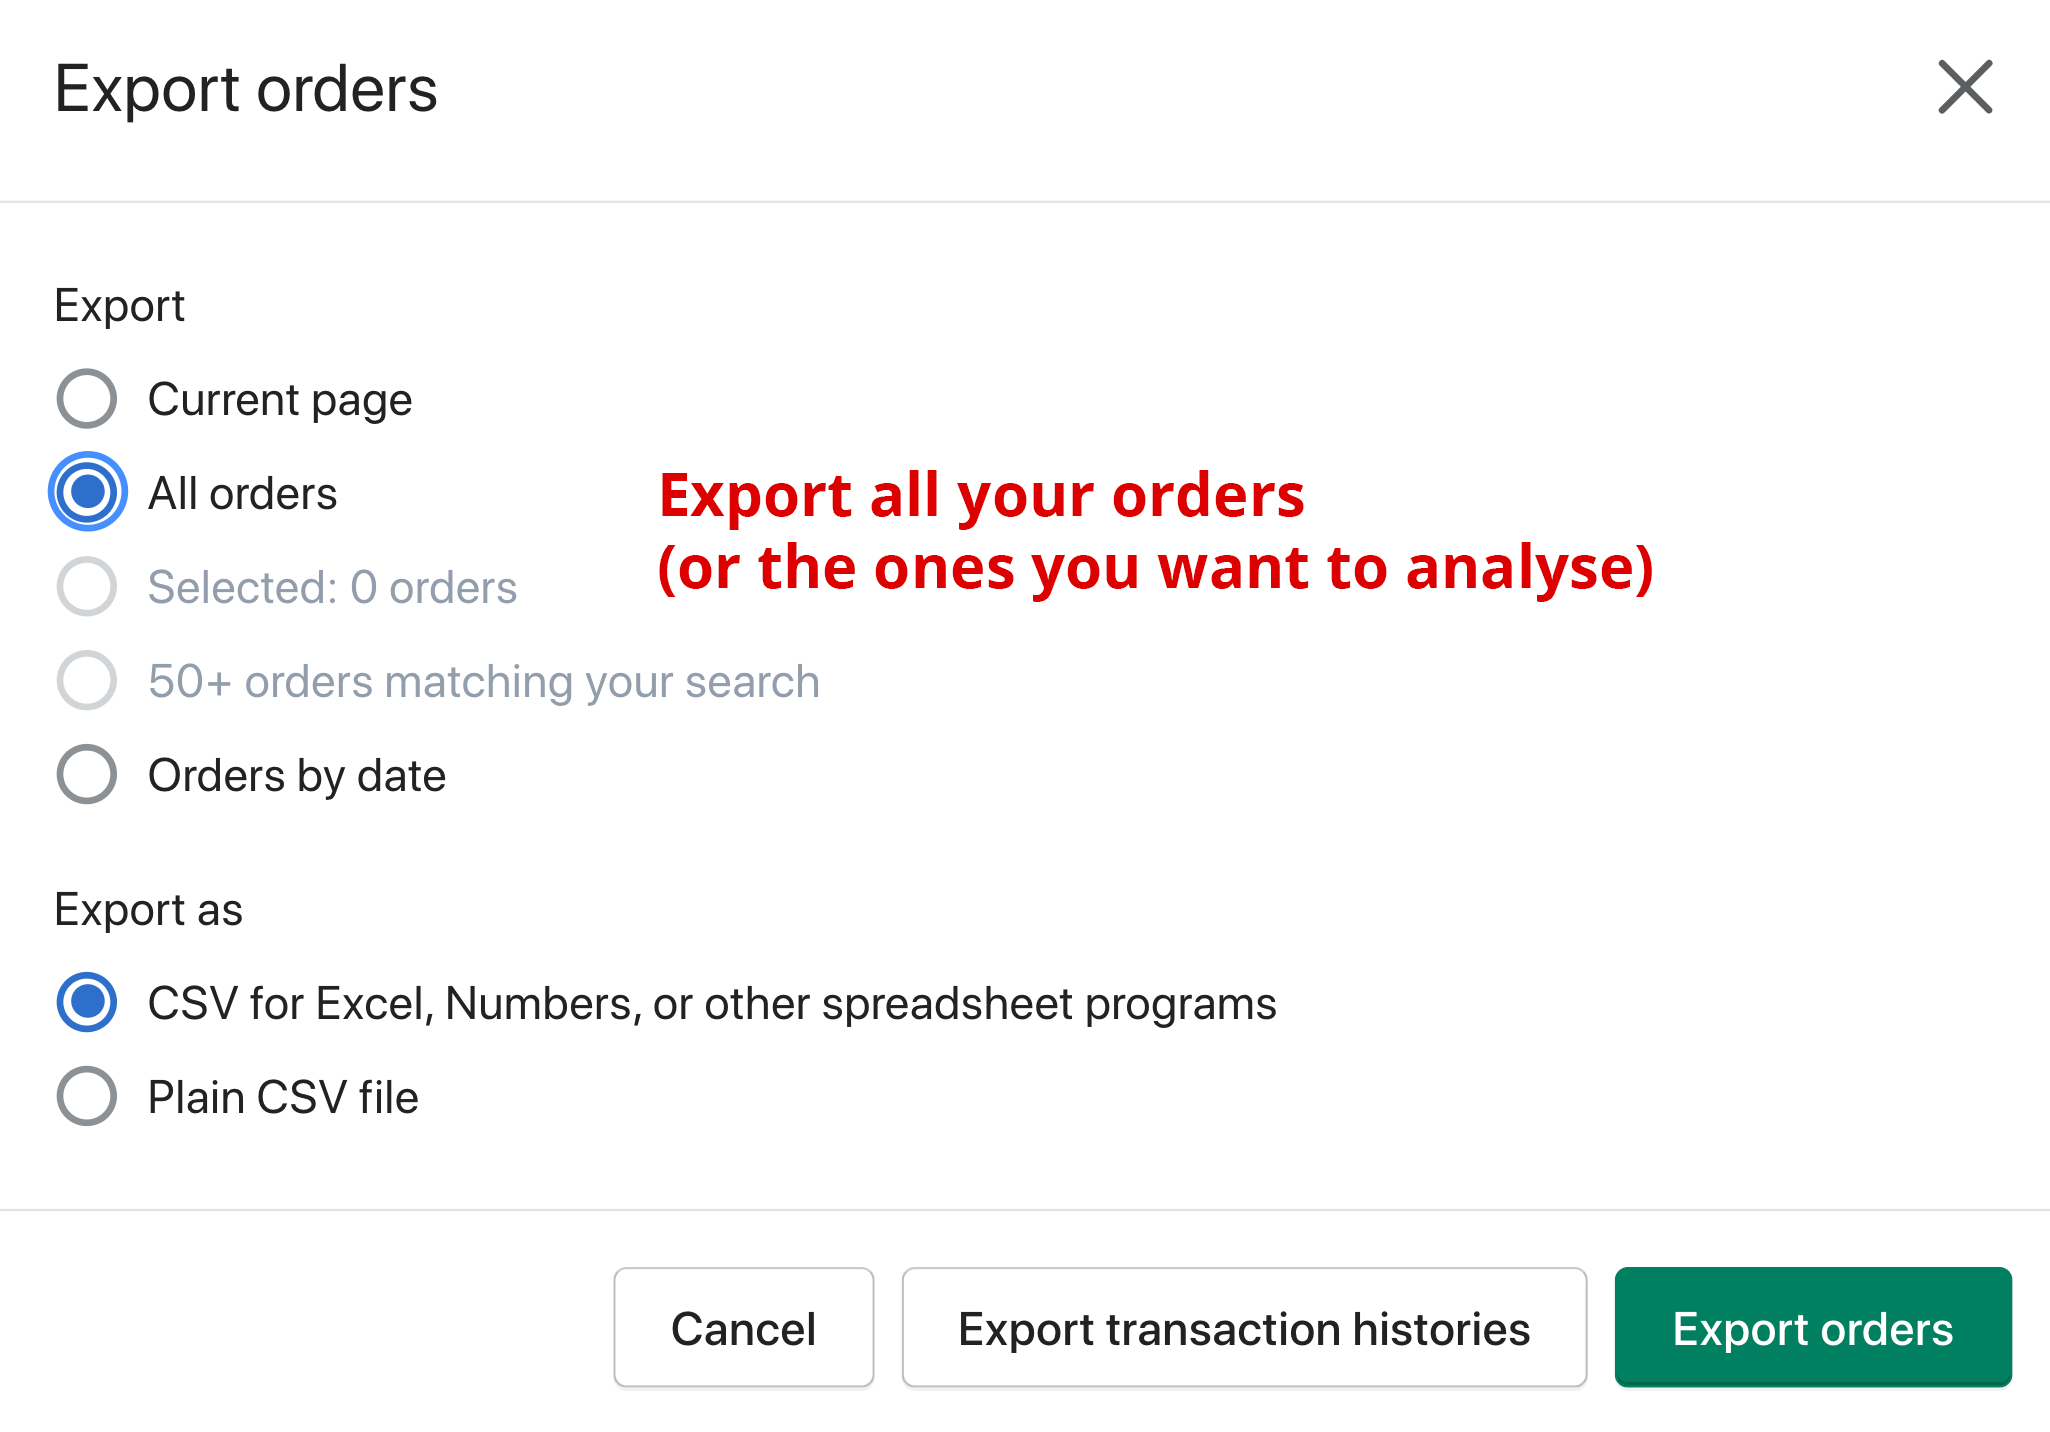 Export orders
Export
Current page
All orders
Export all your orders
(or the ones you want to analyse)
Selected: 0 orders
50+ orders matching your search
Orders by date
Export as
CSV for Excel, Numbers, or other spreadsheet programs
Plain CSV file
Cancel
Export transaction histories
Export orders